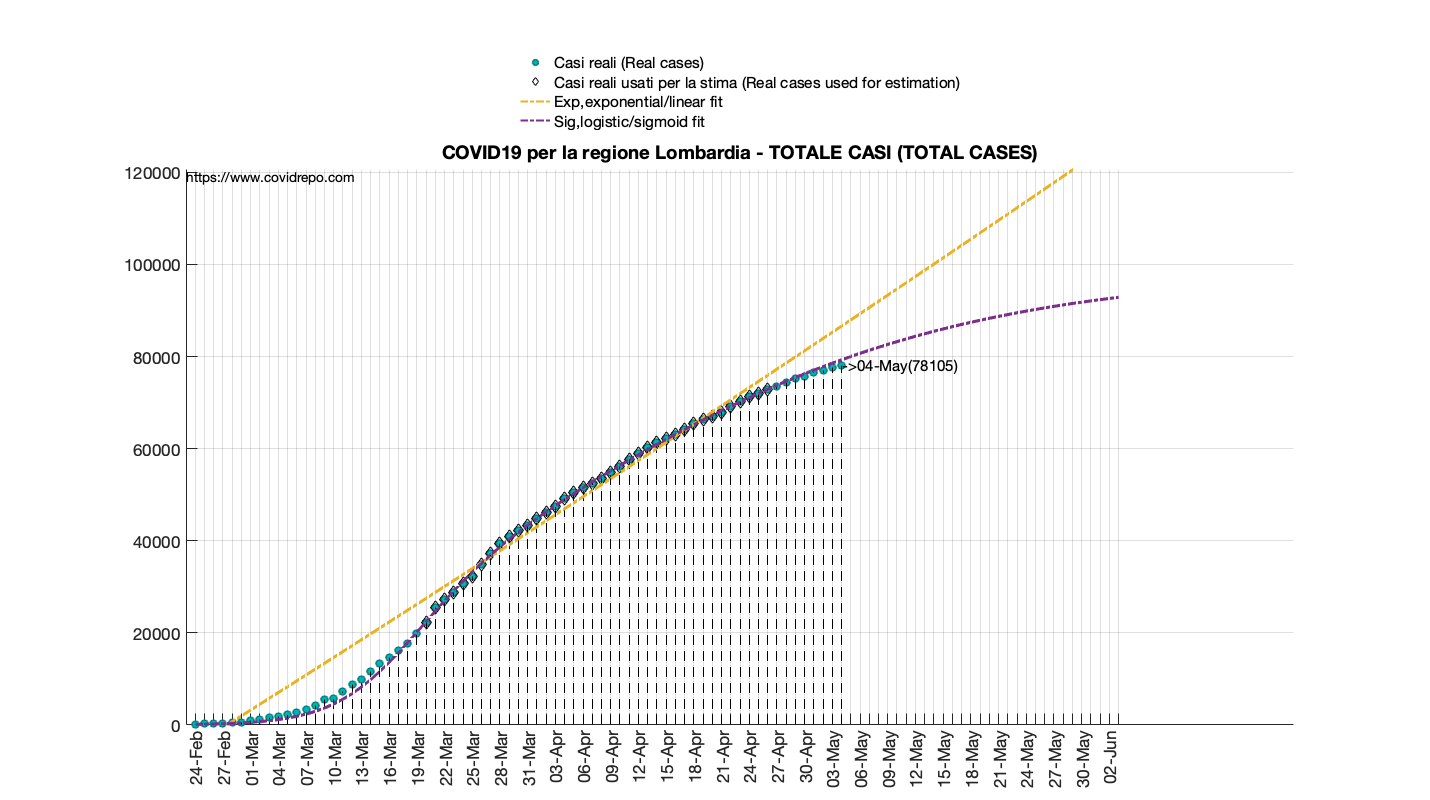 Casi reali (Real cases)
Casi reali usati per la stima (Real cases used for estimation)
Exp,exponential/linear fit
Sig,logistic/sigmoid fit
COVID19 per la regione Lombardia - TOTALE CASI (TOTAL CASES)
https://www.covidrepo.com
120000
100000
80000
60000
40000
20000
0
->04-May(78105)
24-Feb
27-Feb
01-Mar
04-Mar
07-Mar
10-Mar
13-Mar
16-Mar
19-Mar
22-Mar
25-Mar
28-Mar
31-Mar
03-Apr
06-Apr
09-Apr
12-Apr
15-Apr
18-Apr
21-Apr
24-Apr
27-Apr
30-Apr
03-May
06-May
09-May
12-May
15-May
18-May
21-May
24-May
27-May
30-May
02-Jun